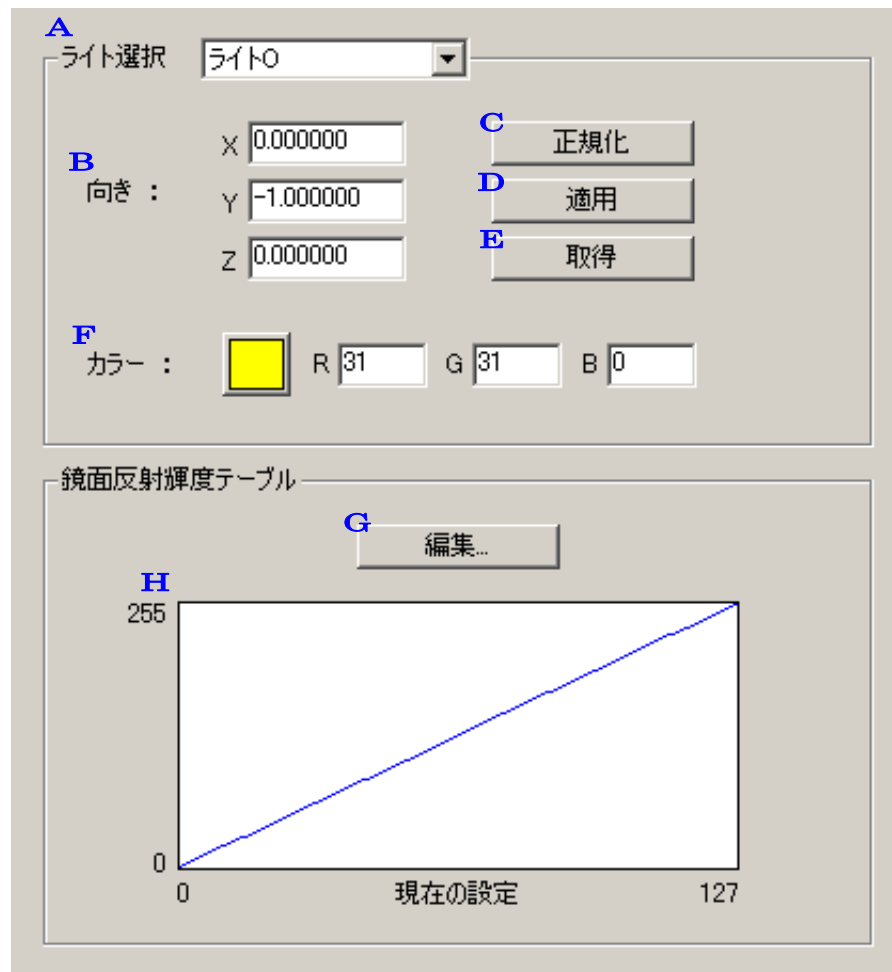 A
ライト選択 ライト0
B
向き :
X 0.000000
Y -1.000000
Z 0.000000
C
正規化
D
適用
E
取得
F
カラー :
R 31 G 31 B 0
鏡面反射輝度テーブル
G
編集...
H
255
0
0 現在の設定 127